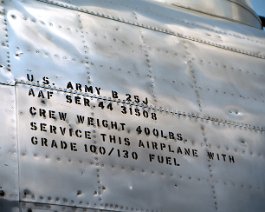 U.S. ARMY B 25J
AAF SER. 44 31508
CREW WEIGHT, 400LBS.
SERVICE THIS AIRPLANE WITH
GRADE 100/130 FUEL